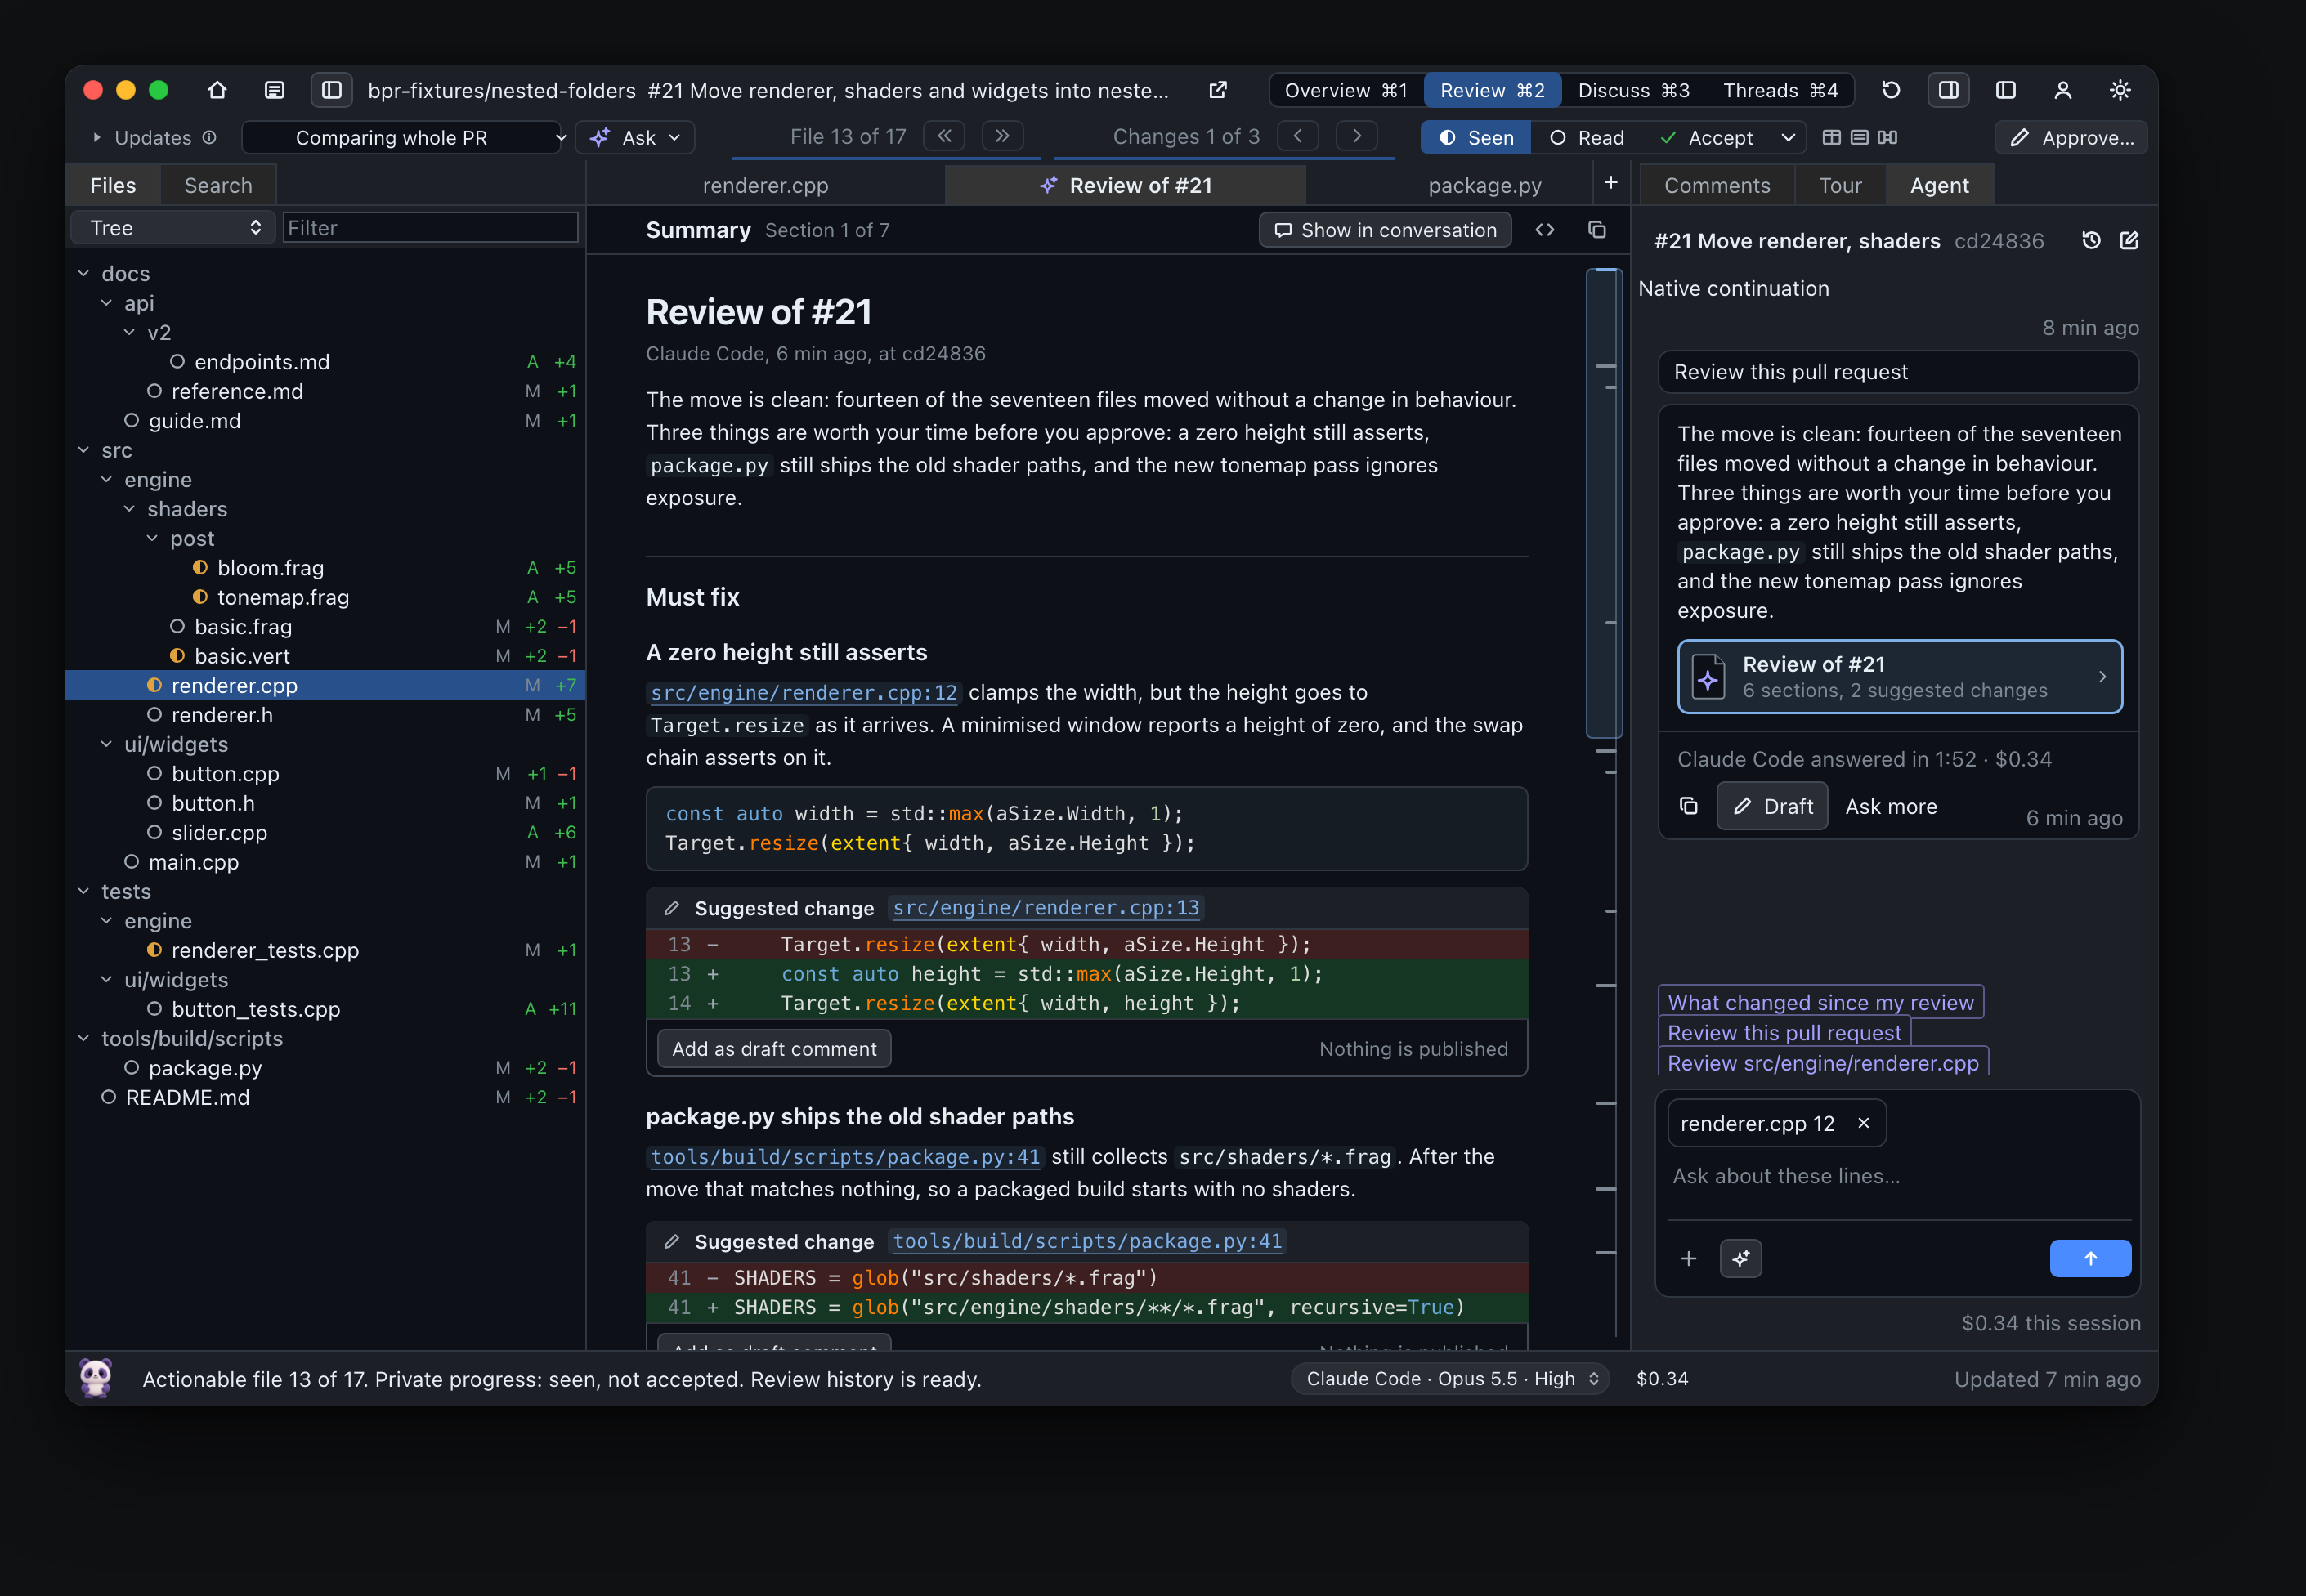 bpr-fixtures/nested-folders #21 Move renderer, shaders and widgets into neste...
Overview ⌘1 Review ⌘2 Discuss ⌘3 Threads ⌘4
Updates Comparing whole PR Ask File 13 of 17 Changes 1 of 3 Seen Read Accept Approve...
Files Search
renderer.cpp Review of #21 package.py +
Comments Tour Agent
Tree Filter
docs
api
v2
endpoints.md A +4
reference.md M +1
guide.md M +1
src
engine
shaders
post
bloom.frag A +5
tonemap.frag A +5
basic.frag M +2 −1
basic.vert M +2 −1
renderer.cpp M +7
renderer.h M +5
ui/widgets
button.cpp M +1 −1
button.h M +1
slider.cpp A +6
main.cpp M +1
tests
engine
renderer_tests.cpp M +1
ui/widgets
button_tests.cpp A +11
tools/build/scripts
package.py M +2 −1
README.md M +2 −1
Summary Section 1 of 7 Show in conversation
Review of #21
Claude Code, 6 min ago, at cd24836
The move is clean: fourteen of the seventeen files moved without a change in behaviour.
Three things are worth your time before you approve: a zero height still asserts,
package.py still ships the old shader paths, and the new tonemap pass ignores
exposure.
Must fix
A zero height still asserts
src/engine/renderer.cpp:12 clamps the width, but the height goes to
Target.resize as it arrives. A minimised window reports a height of zero, and the swap
chain asserts on it.
const auto width = std::max(aSize.Width, 1);
Target.resize(extent{ width, aSize.Height });
Suggested change src/engine/renderer.cpp:13
13 − Target.resize(extent{ width, aSize.Height });
13 + const auto height = std::max(aSize.Height, 1);
14 + Target.resize(extent{ width, height });
Add as draft comment Nothing is published
package.py ships the old shader paths
tools/build/scripts/package.py:41 still collects src/shaders/*.frag. After the
move that matches nothing, so a packaged build starts with no shaders.
Suggested change tools/build/scripts/package.py:41
41 − SHADERS = glob("src/shaders/*.frag")
41 + SHADERS = glob("src/engine/shaders/**/*.frag", recursive=True)
Add as draft comment Nothing is published
#21 Move renderer, shaders cd24836
Native continuation
8 min ago
Review this pull request
The move is clean: fourteen of the seventeen
files moved without a change in behaviour.
Three things are worth your time before you
approve: a zero height still asserts,
package.py still ships the old shader paths,
and the new tonemap pass ignores
exposure.
Review of #21
6 sections, 2 suggested changes
Claude Code answered in 1:52 · $0.34
Draft Ask more 6 min ago
What changed since my review
Review this pull request
Review src/engine/renderer.cpp
renderer.cpp 12 ×
Ask about these lines...
$0.34 this session
Actionable file 13 of 17. Private progress: seen, not accepted. Review history is ready.
Claude Code · Opus 5.5 · High $0.34 Updated 7 min ago